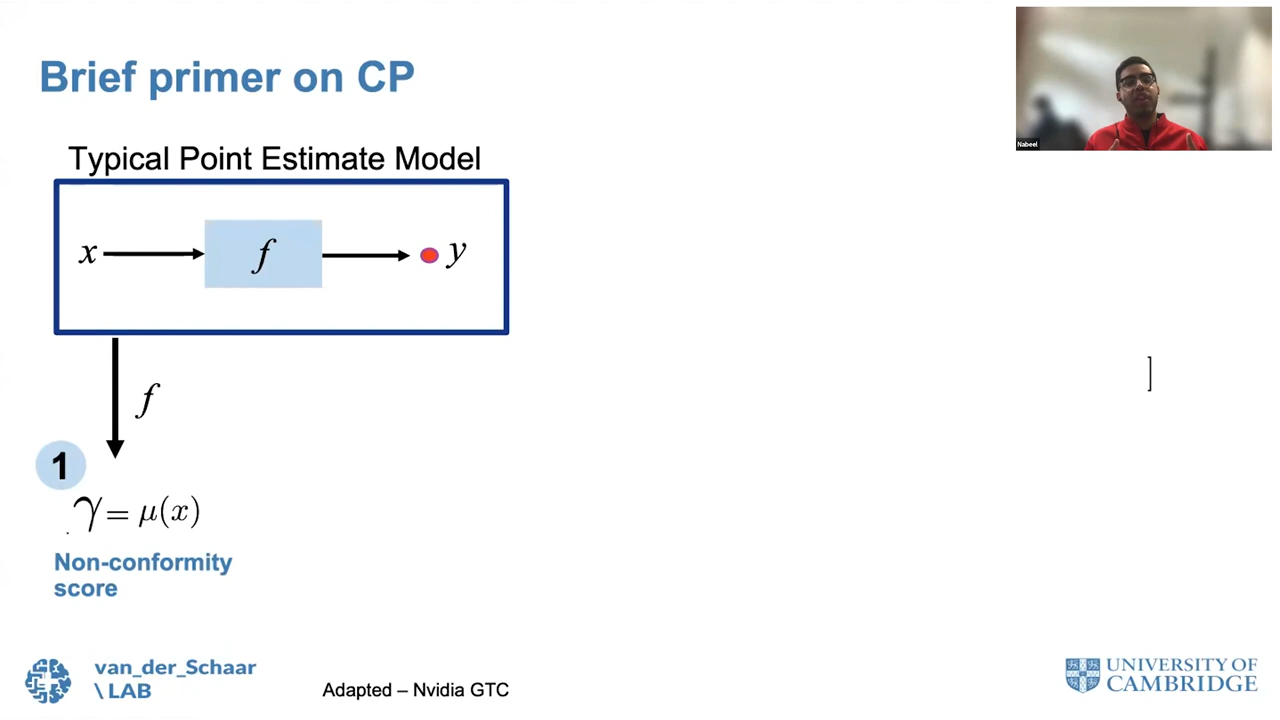 Brief primer on CP
Nabeel
Typical Point Estimate Model
x
f
y
f
]
1
γ = μ(x)
Non-conformity
score
van_der_Schaar
\ LAB
Adapted – Nvidia GTC
UNIVERSITY OF
CAMBRIDGE